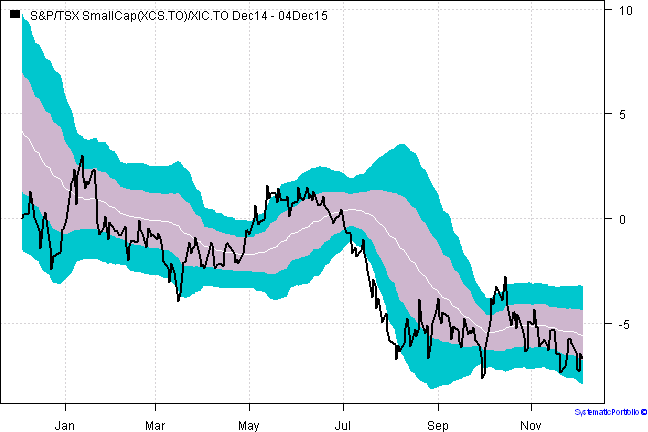 S&P/TSX SmallCap(XCS.TO)/XIC.TO Dec14 - 04Dec15
10
5
0
-5
Jan Mar May Jul Sep Nov
SystematicPortfolio ©